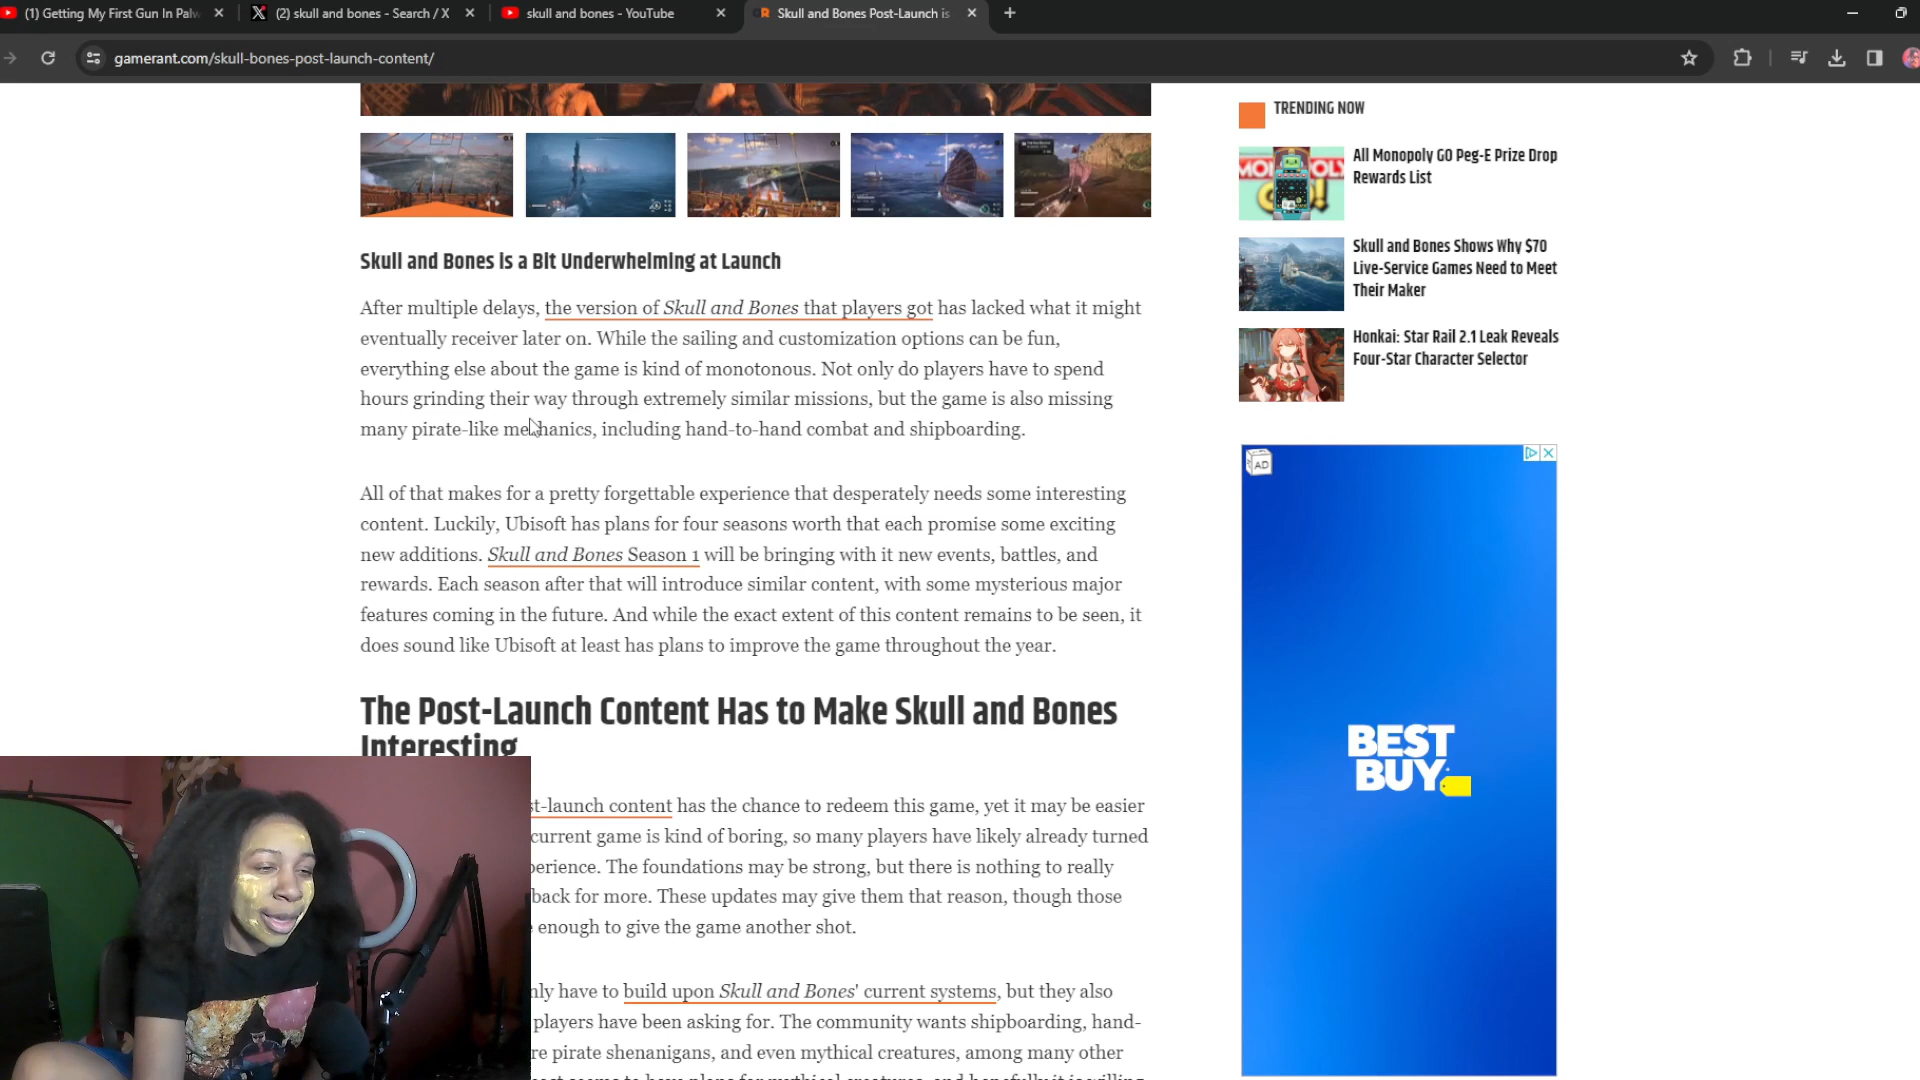 (1) Getting My First Gun In Palw
(2) skull and bones - Search / X
skull and bones - YouTube
Skull and Bones Post-Launch is
gamerant.com/skull-bones-post-launch-content/
TRENDING NOW
All Monopoly GO Peg-E Prize Drop
Rewards List
Skull and Bones Shows Why $70
Live-Service Games Need to Meet
Their Maker
Honkai: Star Rail 2.1 Leak Reveals
Four-Star Character Selector
Skull and Bones is a Bit Underwhelming at Launch
After multiple delays, the version of Skull and Bones that players got has lacked what it might
eventually receiver later on. While the sailing and customization options can be fun,
everything else about the game is kind of monotonous. Not only do players have to spend
hours grinding their way through extremely similar missions, but the game is also missing
many pirate-like mechanics, including hand-to-hand combat and shipboarding.
All of that makes for a pretty forgettable experience that desperately needs some interesting
content. Luckily, Ubisoft has plans for four seasons worth that each promise some exciting
new additions. Skull and Bones Season 1 will be bringing with it new events, battles, and
rewards. Each season after that will introduce similar content, with some mysterious major
features coming in the future. And while the exact extent of this content remains to be seen, it
does sound like Ubisoft at least has plans to improve the game throughout the year.
The Post-Launch Content Has to Make Skull and Bones
Interesting
st-launch content has the chance to redeem this game, yet it may be easier
current game is kind of boring, so many players have likely already turned
perience. The foundations may be strong, but there is nothing to really
back for more. These updates may give them that reason, though those
enough to give the game another shot.
nly have to build upon Skull and Bones' current systems, but they also
players have been asking for. The community wants shipboarding, hand-
re pirate shenanigans, and even mythical creatures, among many other
AD
BEST
BUY